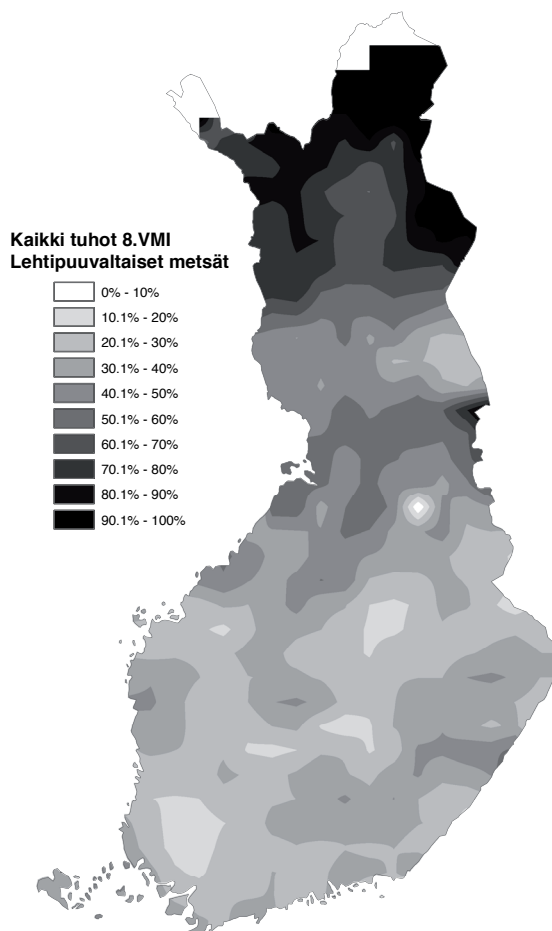 Kaikki tuhot 8.VMI
Lehtipuuvaltaiset metsät
0% - 10%
10.1% - 20%
20.1% - 30%
30.1% - 40%
40.1% - 50%
50.1% - 60%
60.1% - 70%
70.1% - 80%
80.1% - 90%
90.1% - 100%